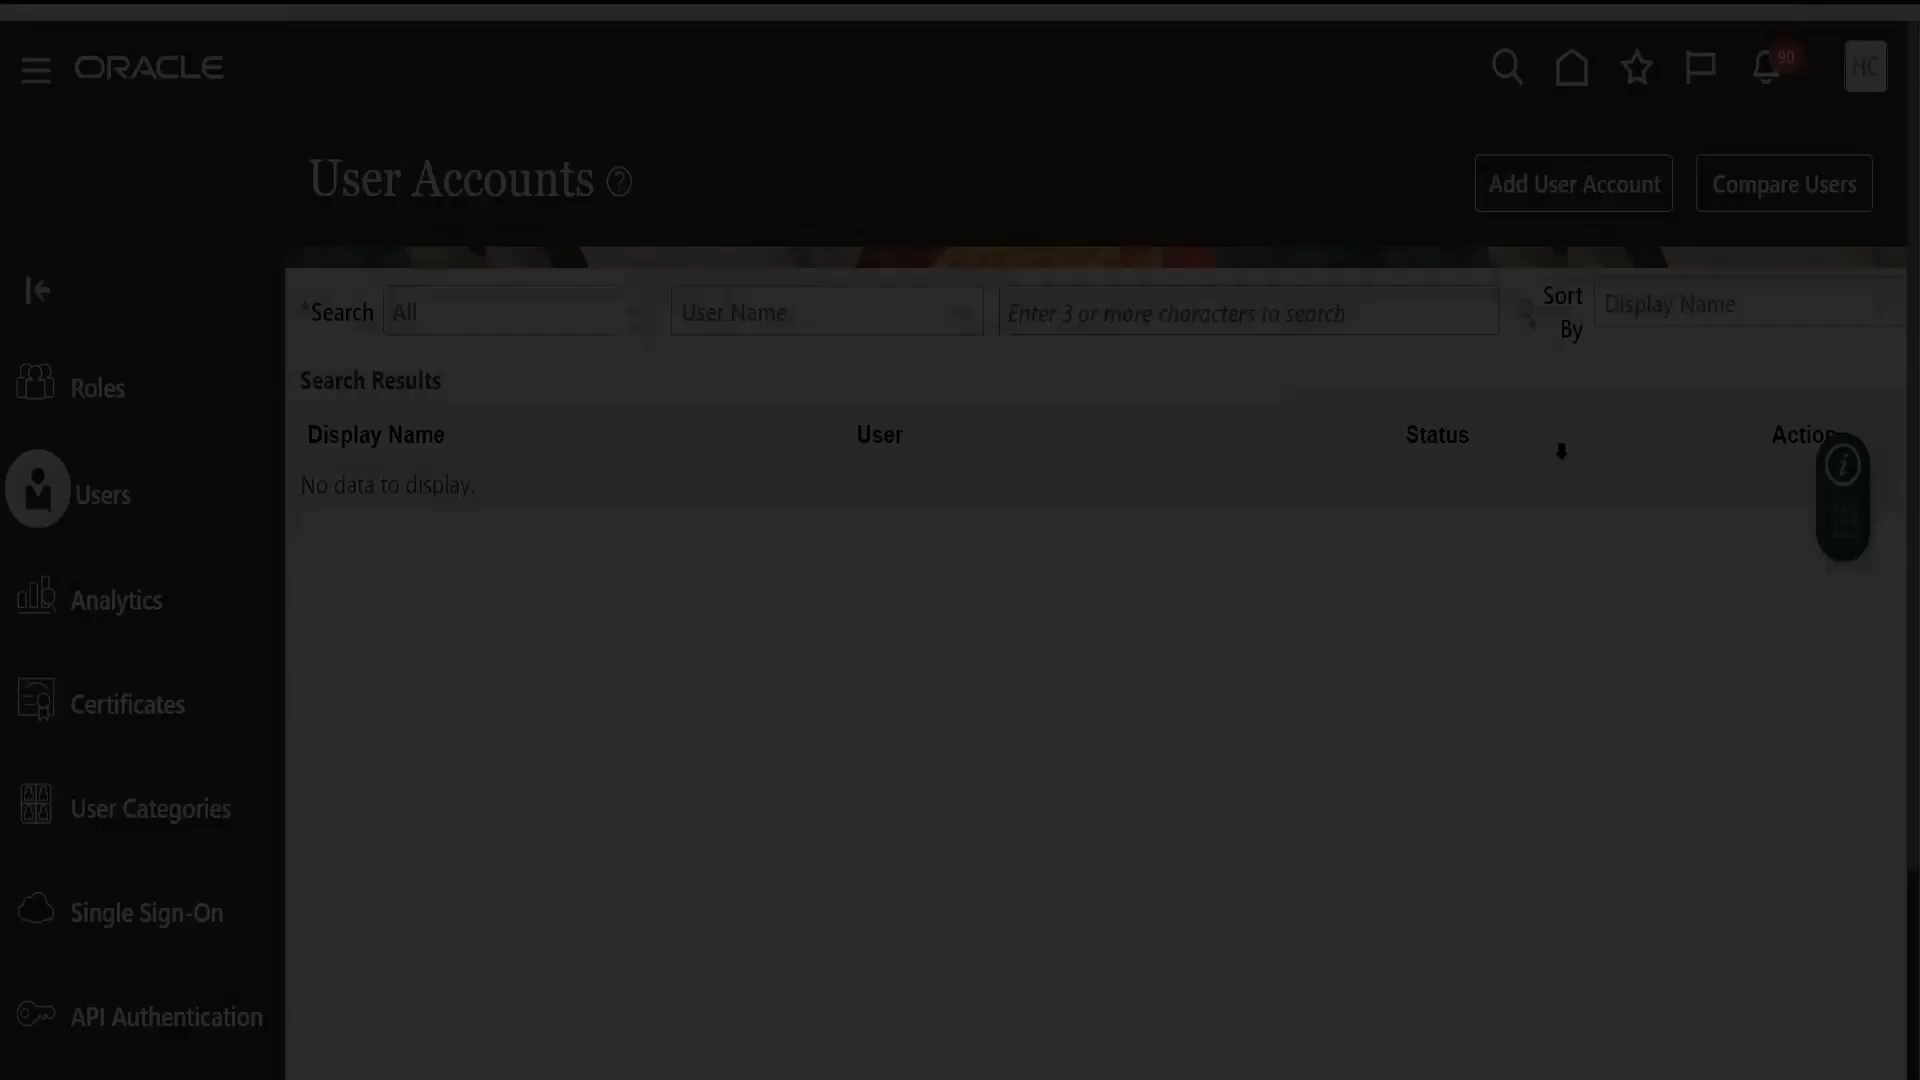 ORACLE
90
HC
User Accounts
Add User Account
Compare Users
*Search
All
User Name
Enter 3 or more characters to search
Sort
By
Display Name
Search Results
Display Name
User
Status
Action
No data to display.
Roles
Users
Analytics
Certificates
User Categories
Single Sign-On
API Authentication